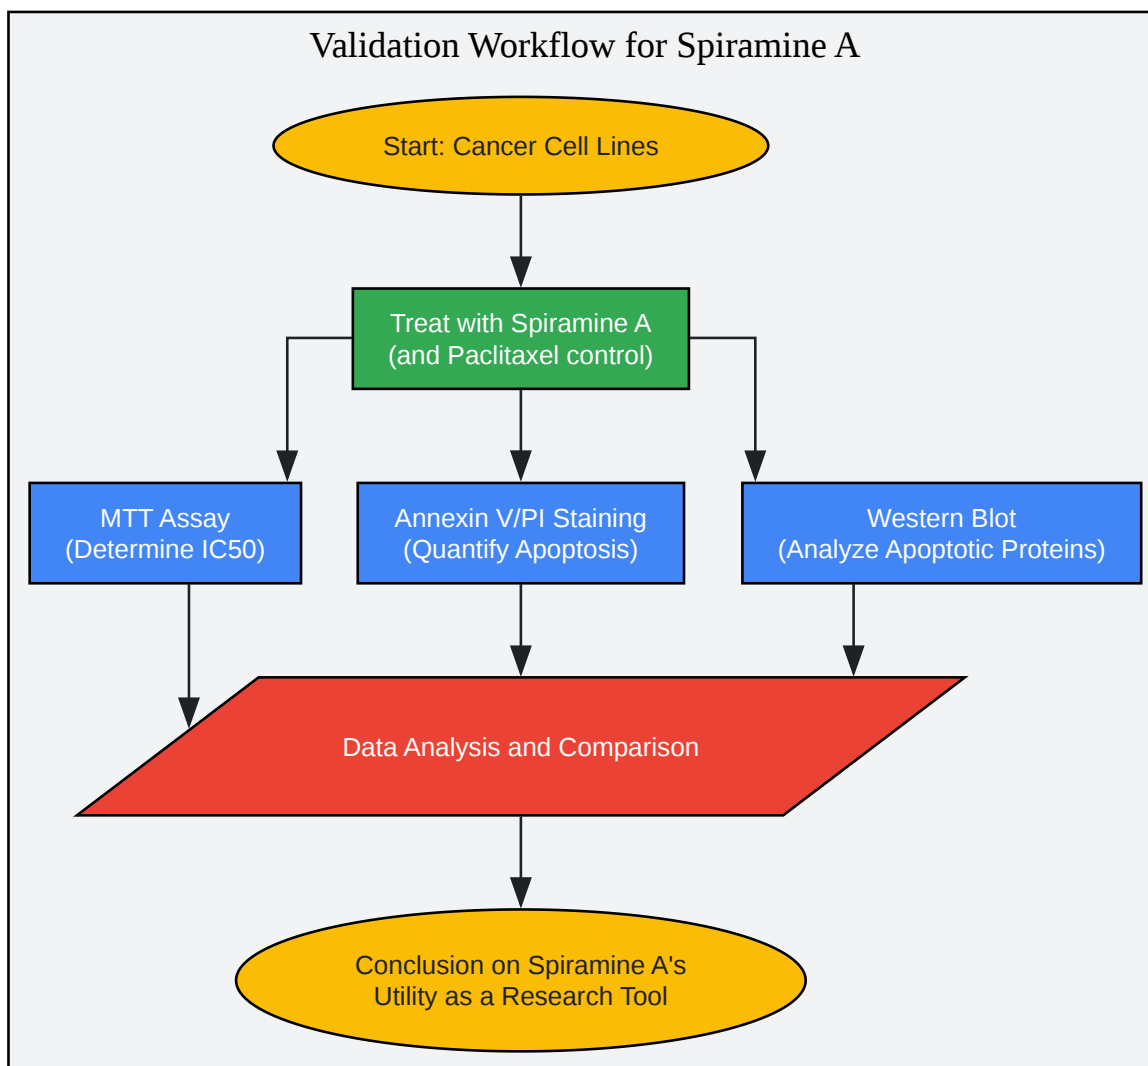 Validation Workflow for Spiramine A
Start: Cancer Cell Lines
Treat with Spiramine A
(and Paclitaxel control)
MTT Assay
(Determine IC50)
Annexin V/PI Staining
(Quantify Apoptosis)
Western Blot
(Analyze Apoptotic Proteins)
Data Analysis and Comparison
Conclusion on Spiramine A's
Utility as a Research Tool